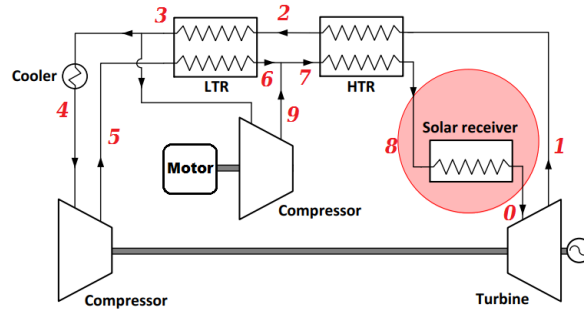 3
2
Cooler
LTR
6
7
HTR
4
5
9
8
Solar receiver
1
Motor
0
Compressor
Compressor
Turbine